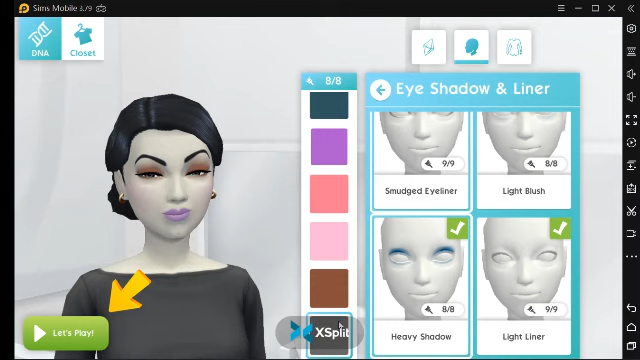 Sims Mobile 3.79
DNA
Closet
8/8
Eye Shadow & Liner
9/9
8/8
Smudged Eyeliner
Light Blush
8/8
9/9
Heavy Shadow
Light Liner
Let's Play!
XSplit